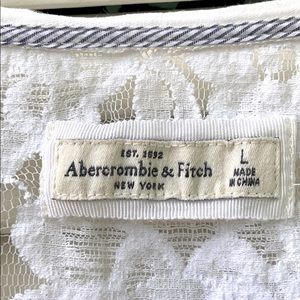 EST. 1892
Abercrombie & Fitch
NEW YORK
L
MADE
IN CHINA